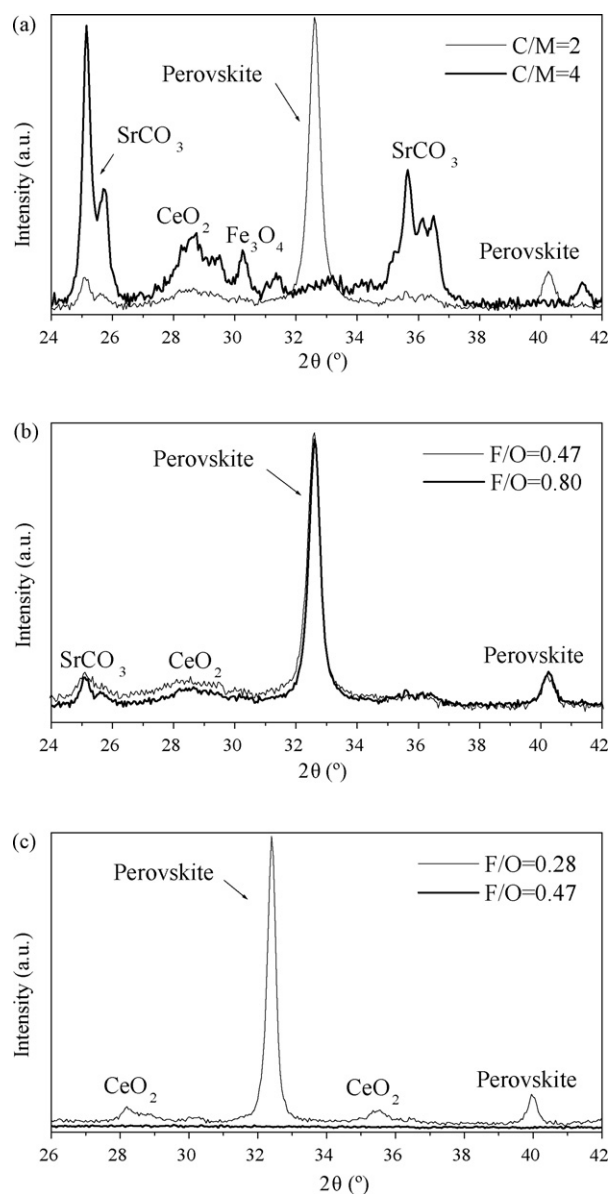 (a)
C/M=2
C/M=4
Perovskite
SrCO3
CeO2
Fe3O4
SrCO3
Perovskite
Intensity (a.u.)
24 26 28 30 32 34 36 38 40 42
2θ (º)
(b)
F/O=0.47
F/O=0.80
Perovskite
SrCO3
CeO2
Perovskite
Intensity (a.u.)
24 26 28 30 32 34 36 38 40 42
2θ (º)
(c)
F/O=0.28
F/O=0.47
Perovskite
CeO2
CeO2
Perovskite
Intensity (a.u.)
26 28 30 32 34 36 38 40 42
2θ (º)